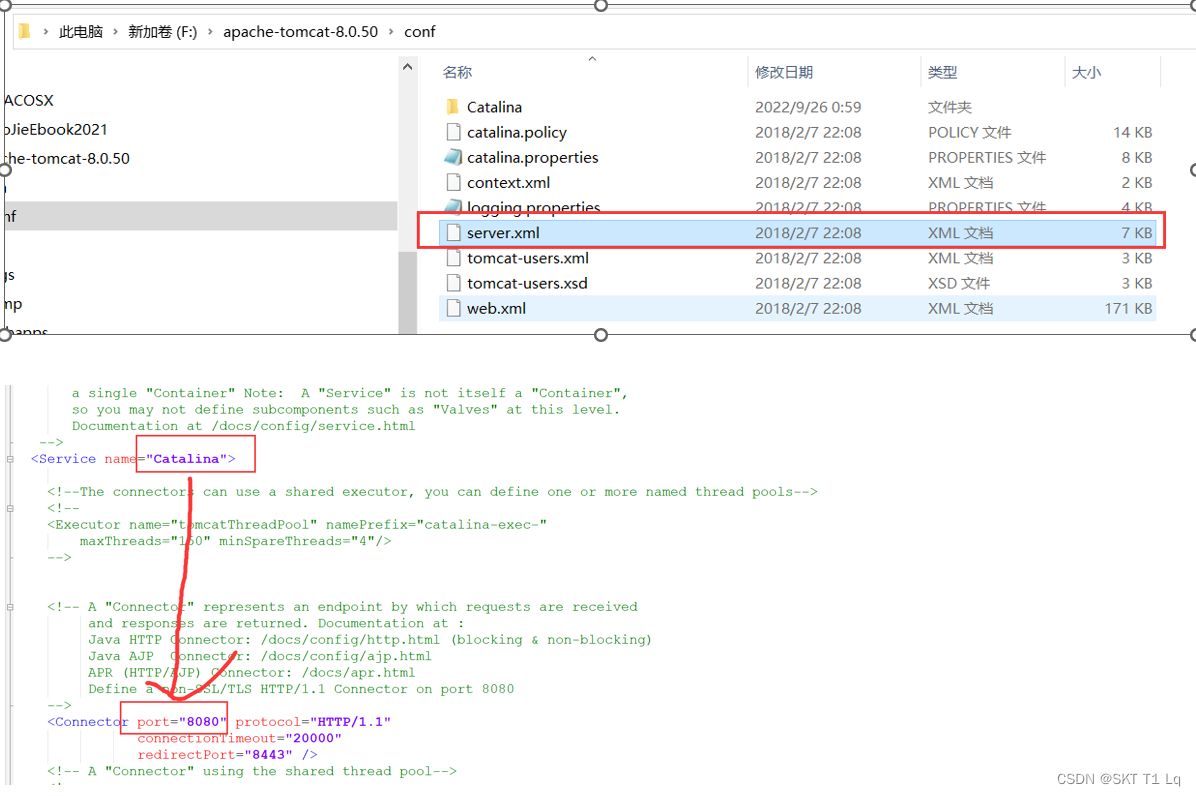 此电脑 › 新加卷 (F:) › apache-tomcat-8.0.50 › conf
名称 修改日期 类型 大小
ACOSX
oJieEbook2021
che-tomcat-8.0.50
nf
gs
mp
bapps
Catalina 2022/9/26 0:59 文件夹
catalina.policy 2018/2/7 22:08 POLICY 文件 14 KB
catalina.properties 2018/2/7 22:08 PROPERTIES 文件 8 KB
context.xml 2018/2/7 22:08 XML 文档 2 KB
logging.properties 2018/2/7 22:08 PROPERTIES 文件 4 KB
server.xml 2018/2/7 22:08 XML 文档 7 KB
tomcat-users.xml 2018/2/7 22:08 XML 文档 3 KB
tomcat-users.xsd 2018/2/7 22:08 XSD 文件 3 KB
web.xml 2018/2/7 22:08 XML 文档 171 KB
a single "Container" Note:  A "Service" is not itself a "Container",
so you may not define subcomponents such as "Valves" at this level.
Documentation at /docs/config/service.html
-->
<Service name="Catalina">
<!--The connectors can use a shared executor, you can define one or more named thread pools-->
<!--
<Executor name="tomcatThreadPool" namePrefix="catalina-exec-"
maxThreads="150" minSpareThreads="4"/>
-->
<!-- A "Connector" represents an endpoint by which requests are received
and responses are returned. Documentation at :
Java HTTP Connector: /docs/config/http.html (blocking & non-blocking)
Java AJP  Connector: /docs/config/ajp.html
APR (HTTP/AJP) Connector: /docs/apr.html
Define a non-SSL/TLS HTTP/1.1 Connector on port 8080
-->
<Connector port="8080" protocol="HTTP/1.1"
connectionTimeout="20000"
redirectPort="8443" />
<!-- A "Connector" using the shared thread pool-->
CSDN @SKT T1 Lq